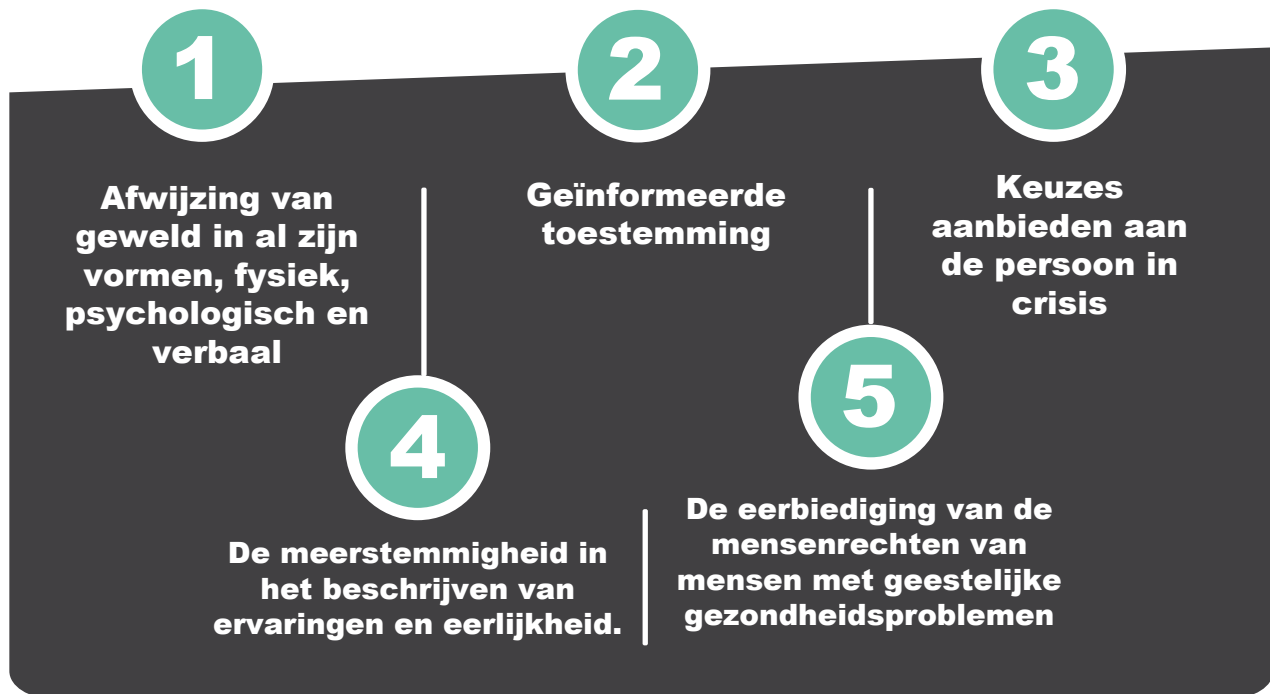 1
Afwijzing van
geweld in al zijn
vormen, fysiek,
psychologisch en
verbaal
2
Geïnformeerde
toestemming
3
Keuzes
aanbieden aan
de persoon in
crisis
4
De meerstemmigheid in
het beschrijven van
ervaringen en eerlijkheid.
5
De eerbiediging van de
mensenrechten van
mensen met geestelijke
gezondheidsproblemen